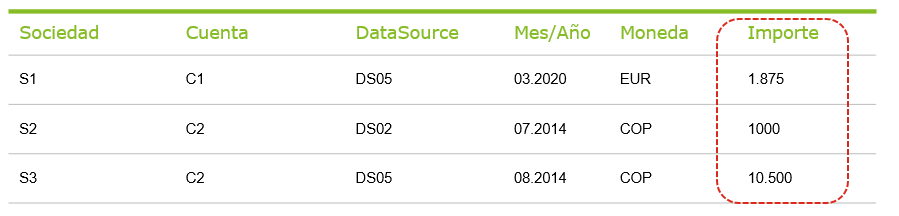 Sociedad Cuenta DataSource Mes/Año Moneda Importe
S1 C1 DS05 03.2020 EUR 1.875
S2 C2 DS02 07.2014 COP 1000
S3 C2 DS05 08.2014 COP 10.500